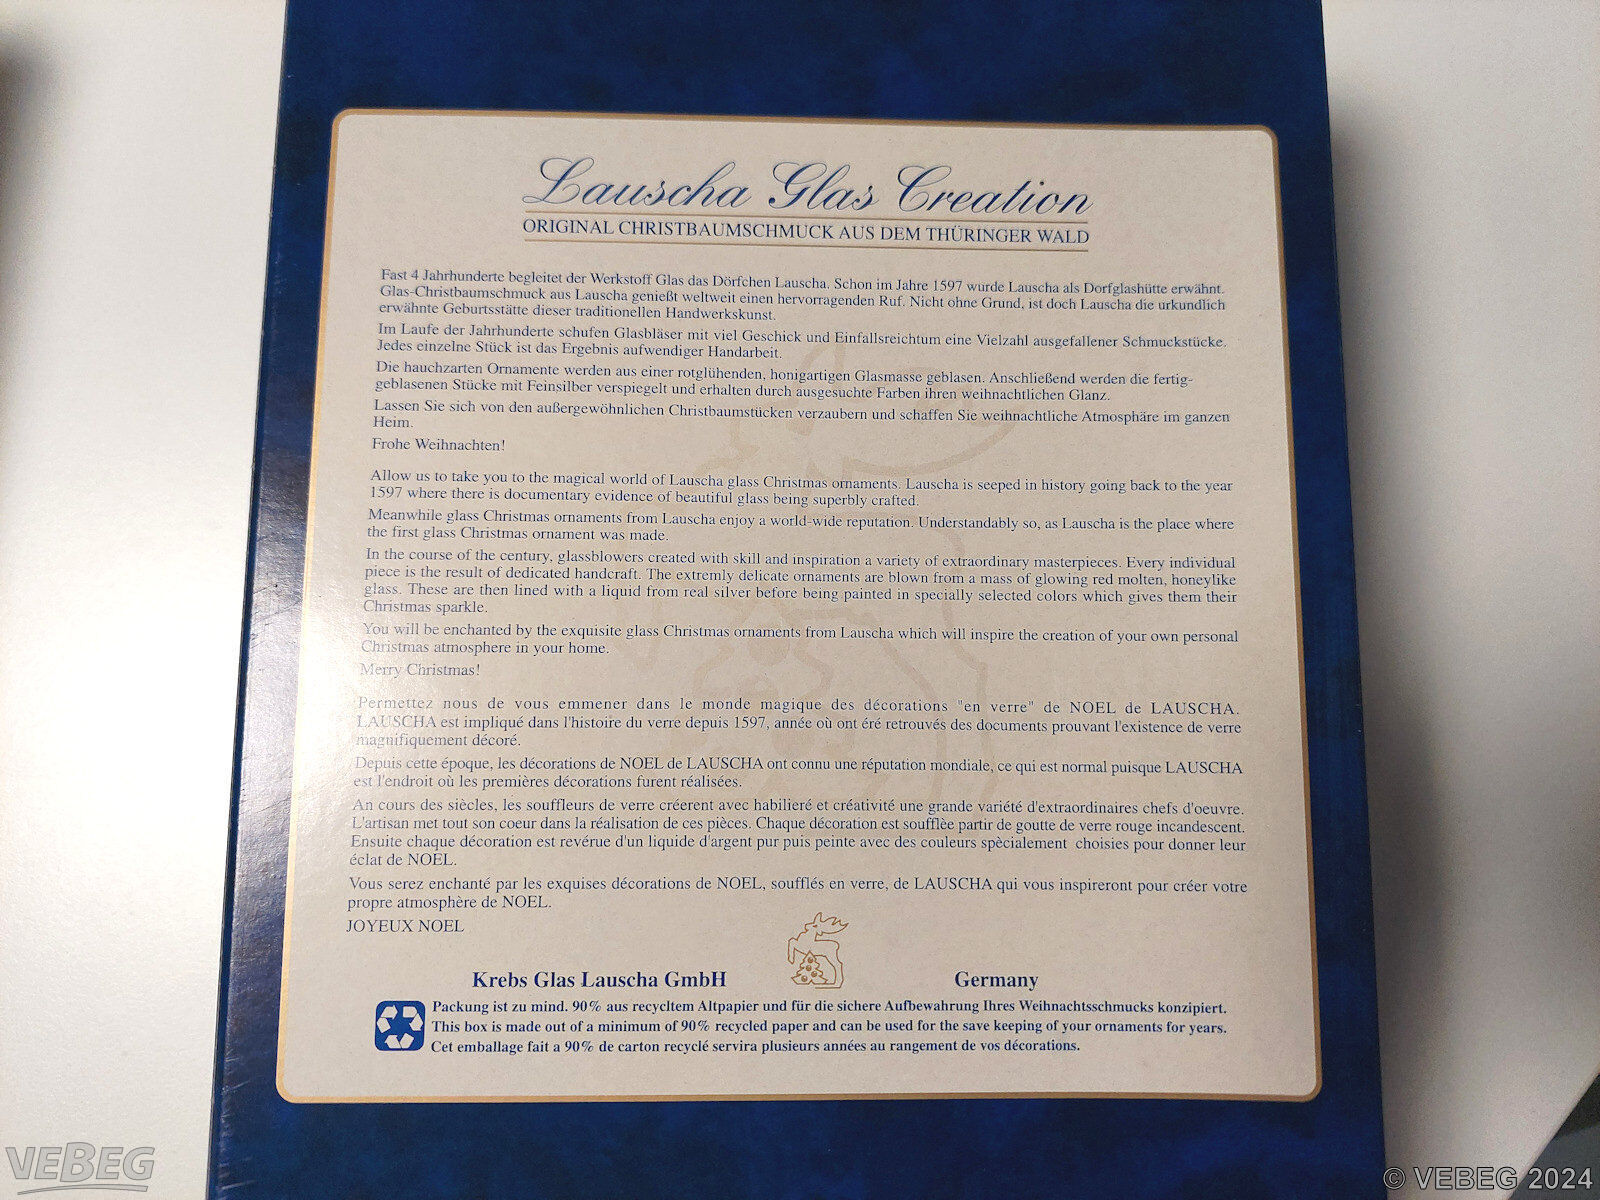 Lauscha Glas Creation
ORIGINAL CHRISTBAUMSCHMUCK AUS DEM THÜRINGER WALD
Fast 4 Jahrhunderte begleitet der Werkstoff Glas das Dörfchen Lauscha. Schon im Jahre 1597 wurde Lauscha als Dorfglashütte erwähnt.
Glas-Christbaumschmuck aus Lauscha genießt weltweit einen hervorragenden Ruf. Nicht ohne Grund, ist doch Lauscha die urkundlich
erwähnte Geburtsstätte dieser traditionellen Handwerkskunst.
Im Laufe der Jahrhunderte schufen Glasbläser mit viel Geschick und Einfallsreichtum eine Vielzahl ausgefallener Schmuckstücke.
Jedes einzelne Stück ist das Ergebnis aufwendiger Handarbeit.
Die hauchzarten Ornamente werden aus einer rotglühenden, honigartigen Glasmasse geblasen. Anschließend werden die fertig-
geblasenen Stücke mit Feinsilber verspiegelt und erhalten durch ausgesuchte Farben ihren weihnachtlichen Glanz.
Lassen Sie sich von den außergewöhnlichen Christbaumstücken verzaubern und schaffen Sie weihnachtliche Atmosphäre im ganzen
Heim.
Frohe Weihnachten!
Allow us to take you to the magical world of Lauscha glass Christmas ornaments. Lauscha is seeped in history going back to the year
1597 where there is documentary evidence of beautiful glass being superbly crafted.
Meanwhile glass Christmas ornaments from Lauscha enjoy a world-wide reputation. Understandably so, as Lauscha is the place where
the first glass Christmas ornament was made.
In the course of the century, glassblowers created with skill and inspiration a variety of extraordinary masterpieces. Every individual
piece is the result of dedicated handcraft. The extremly delicate ornaments are blown from a mass of glowing red molten, honeylike
glass. These are then lined with a liquid from real silver before being painted in specially selected colors which gives them their
Christmas sparkle.
You will be enchanted by the exquisite glass Christmas ornaments from Lauscha which will inspire the creation of your own personal
Christmas atmosphere in your home.
Merry Christmas!
Permettez nous de vous emmener dans le monde magique des décorations "en verre" de NOEL de LAUSCHA.
LAUSCHA est impliqué dans l'histoire du verre depuis 1597, année où ont éré retrouvés des documents prouvant l'existence de verre
magnifiquement décoré.
Depuis cette époque, les décorations de NOEL de LAUSCHA ont connu une réputation mondiale, ce qui est normal puisque LAUSCHA
est l'endroit où les premières décorations furent réalisées.
An cours des siècles, les souffleurs de verre créerent avec habilieré et créativité une grande variété d'extraordinaires chefs d'oeuvre.
L'artisan met tout son coeur dans la réalisation de ces pièces. Chaque décoration est soufflèe partir de goutte de verre rouge incandescent.
Ensuite chaque décoration est revérue d'un liquide d'argent pur puis peinte avec des couleurs spècialement choisies pour donner leur
éclat de NOEL.
Vous serez enchanté par les exquises décorations de NOEL, soufflés en verre, de LAUSCHA qui vous inspireront pour créer votre
propre atmosphère de NOEL.
JOYEUX NOEL
Krebs Glas Lauscha GmbH Germany
Packung ist zu mind. 90% aus recycltem Altpapier und für die sichere Aufbewahrung Ihres Weihnachtsschmucks konzipiert.
This box is made out of a minimum of 90% recycled paper and can be used for the save keeping of your ornaments for years.
Cet emballage fait a 90% de carton recyclé servira plusieurs années au rangement de vos décorations.
VEBEG
© VEBEG 2024